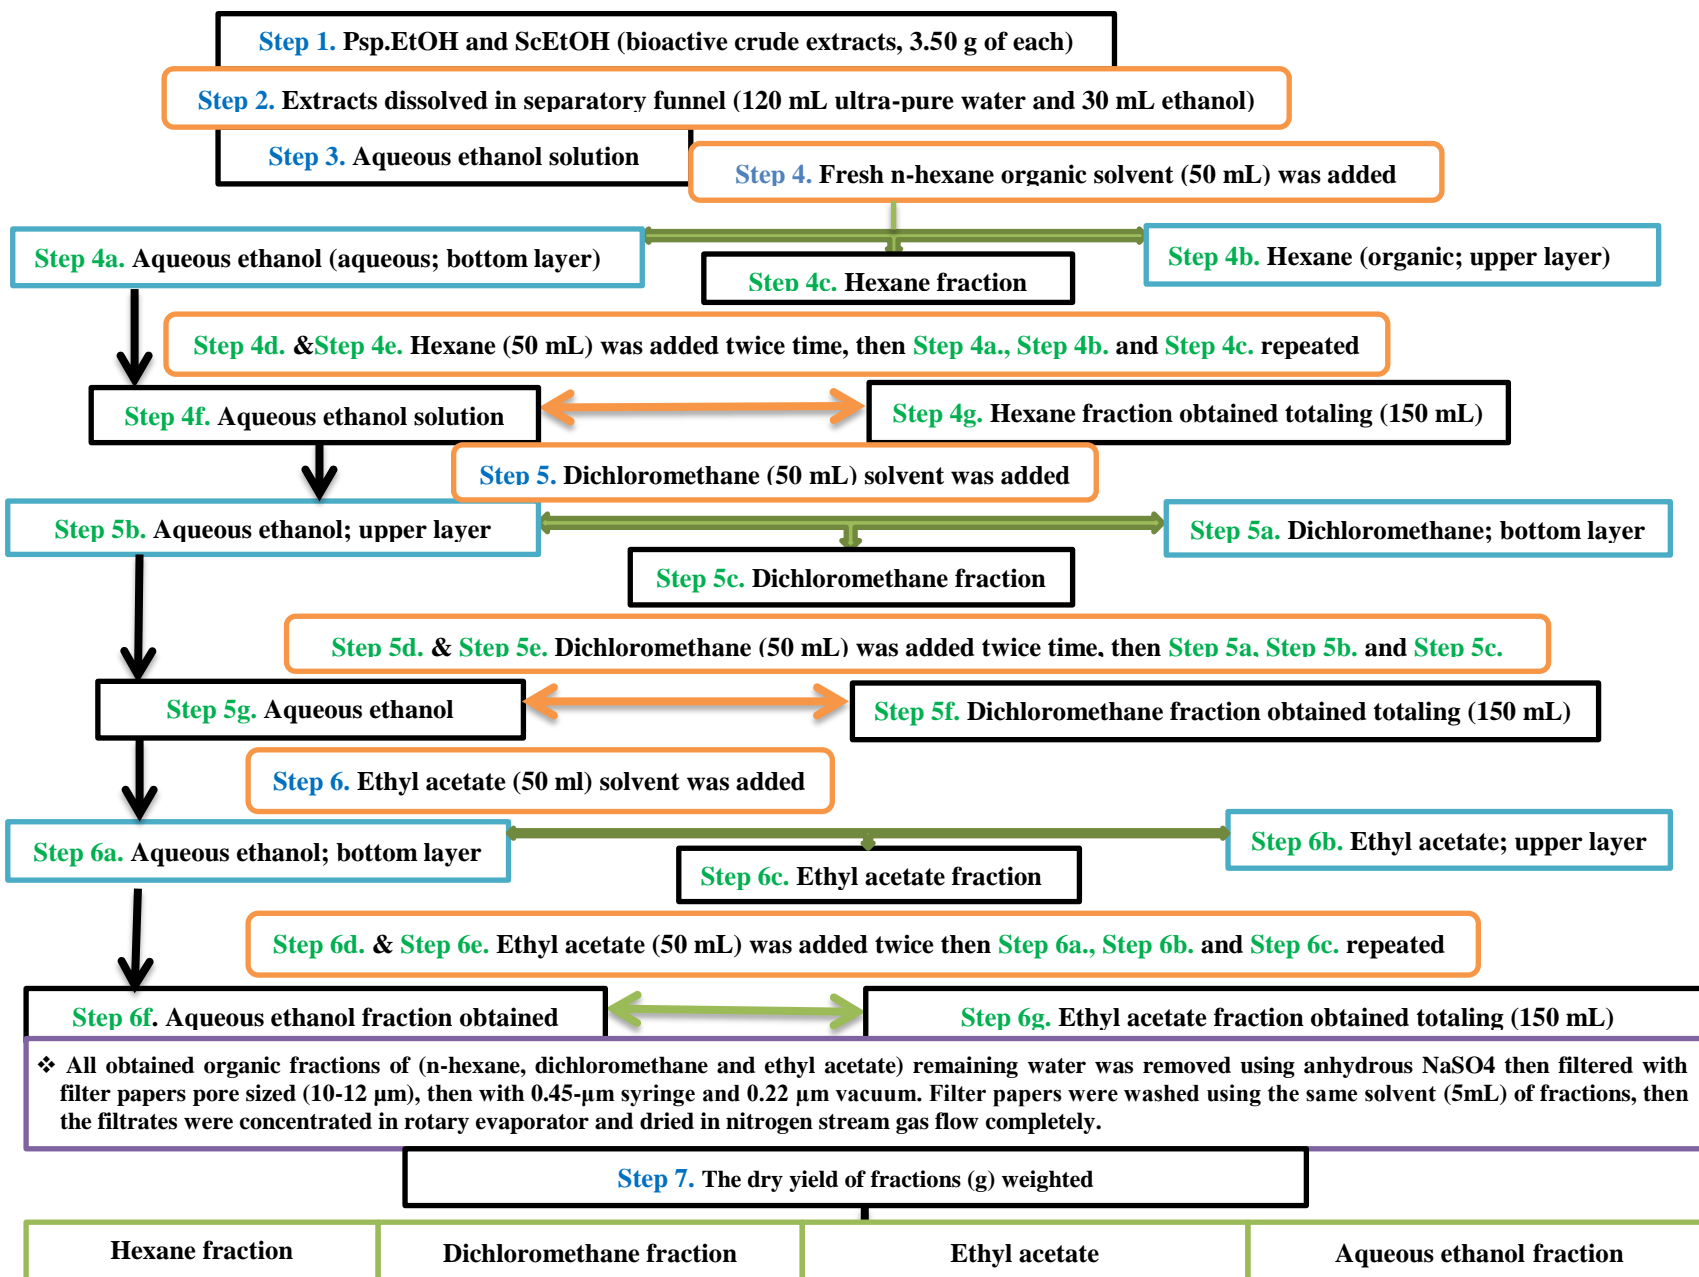 Step 1. Psp.EtOH and ScEtOH (bioactive crude extracts, 3.50 g of each)
Step 2. Extracts dissolved in separatory funnel (120 mL ultra-pure water and 30 mL ethanol)
Step 3. Aqueous ethanol solution
Step 4. Fresh n-hexane organic solvent (50 mL) was added
Step 4a. Aqueous ethanol (aqueous; bottom layer)
Step 4b. Hexane (organic; upper layer)
Step 4c. Hexane fraction
Step 4d. &Step 4e. Hexane (50 mL) was added twice time, then Step 4a., Step 4b. and Step 4c. repeated
Step 4f. Aqueous ethanol solution
Step 4g. Hexane fraction obtained totaling (150 mL)
Step 5. Dichloromethane (50 mL) solvent was added
Step 5b. Aqueous ethanol; upper layer
Step 5a. Dichloromethane; bottom layer
Step 5c. Dichloromethane fraction
Step 5d. & Step 5e. Dichloromethane (50 mL) was added twice time, then Step 5a, Step 5b. and Step 5c.
Step 5g. Aqueous ethanol
Step 5f. Dichloromethane fraction obtained totaling (150 mL)
Step 6. Ethyl acetate (50 ml) solvent was added
Step 6a. Aqueous ethanol; bottom layer
Step 6b. Ethyl acetate; upper layer
Step 6c. Ethyl acetate fraction
Step 6d. & Step 6e. Ethyl acetate (50 mL) was added twice then Step 6a., Step 6b. and Step 6c. repeated
Step 6f. Aqueous ethanol fraction obtained
Step 6g. Ethyl acetate fraction obtained totaling (150 mL)
❖ All obtained organic fractions of (n-hexane, dichloromethane and ethyl acetate) remaining water was removed using anhydrous NaSO4 then filtered with
filter papers pore sized (10-12 µm), then with 0.45-µm syringe and 0.22 µm vacuum. Filter papers were washed using the same solvent (5mL) of fractions, then
the filtrates were concentrated in rotary evaporator and dried in nitrogen stream gas flow completely.
Step 7. The dry yield of fractions (g) weighted
Hexane fraction
Dichloromethane fraction
Ethyl acetate
Aqueous ethanol fraction